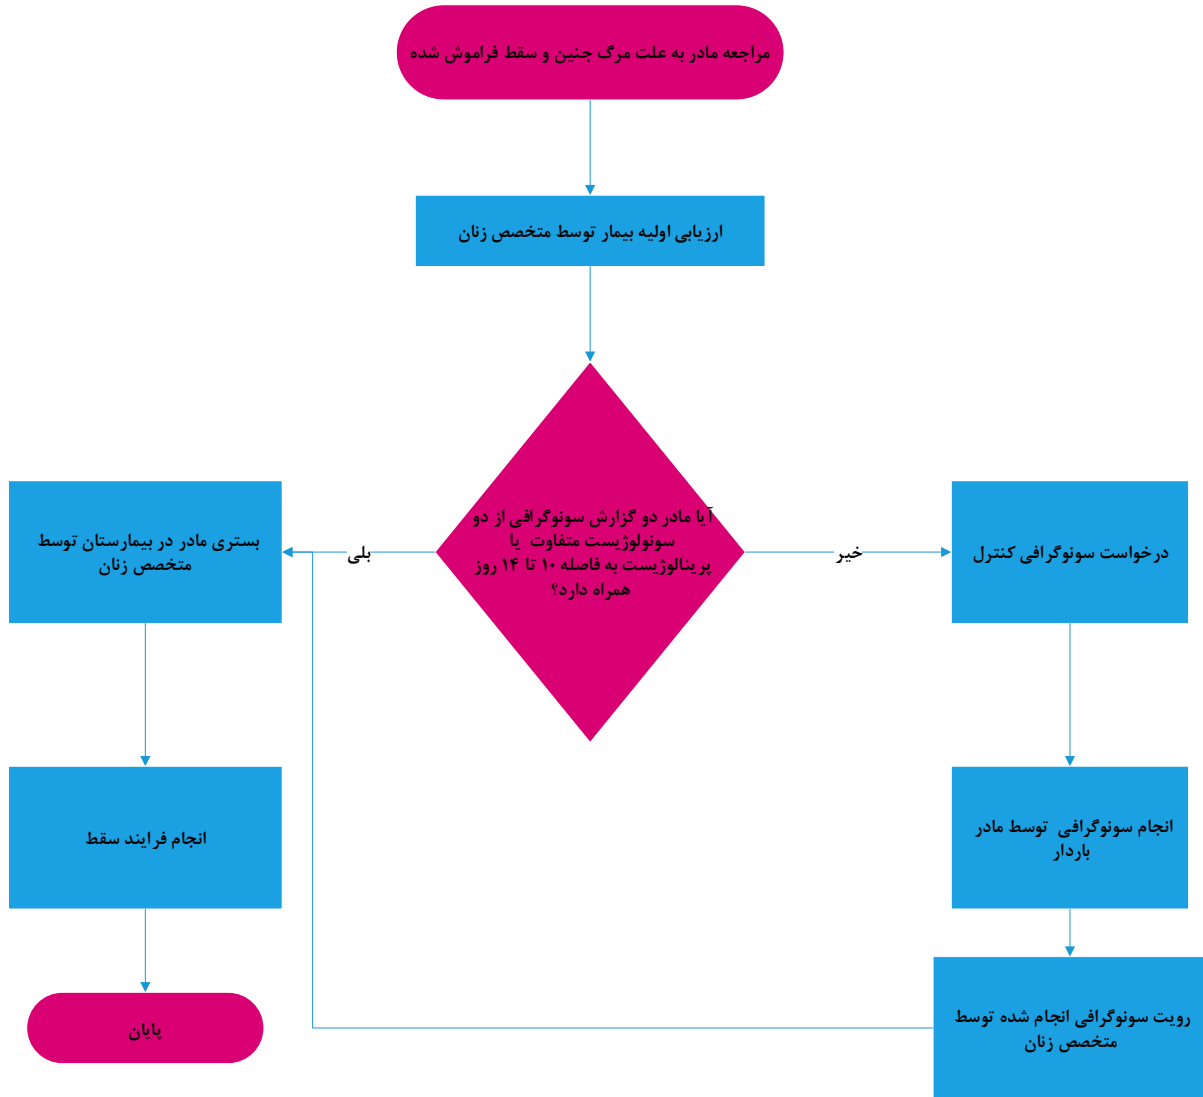 مراجعه مادر به علت مرگ جنین و سقط فراموش شده
ارزیابی اولیه بیمار توسط متخصص زنان
آیا مادر دو گزارش سونوگرافی از دو
سونولوژیست متفاوت یا
پرینالوژیست به فاصله ۱۰ تا ۱۴ روز
همراه دارد؟
خیر
بلی
درخواست سونوگرافی کنترل
بستری مادر در بیمارستان توسط
متخصص زنان
انجام سونوگرافی توسط مادر
باردار
انجام فرایند سقط
رویت سونوگرافی انجام شده توسط
متخصص زنان
پایان